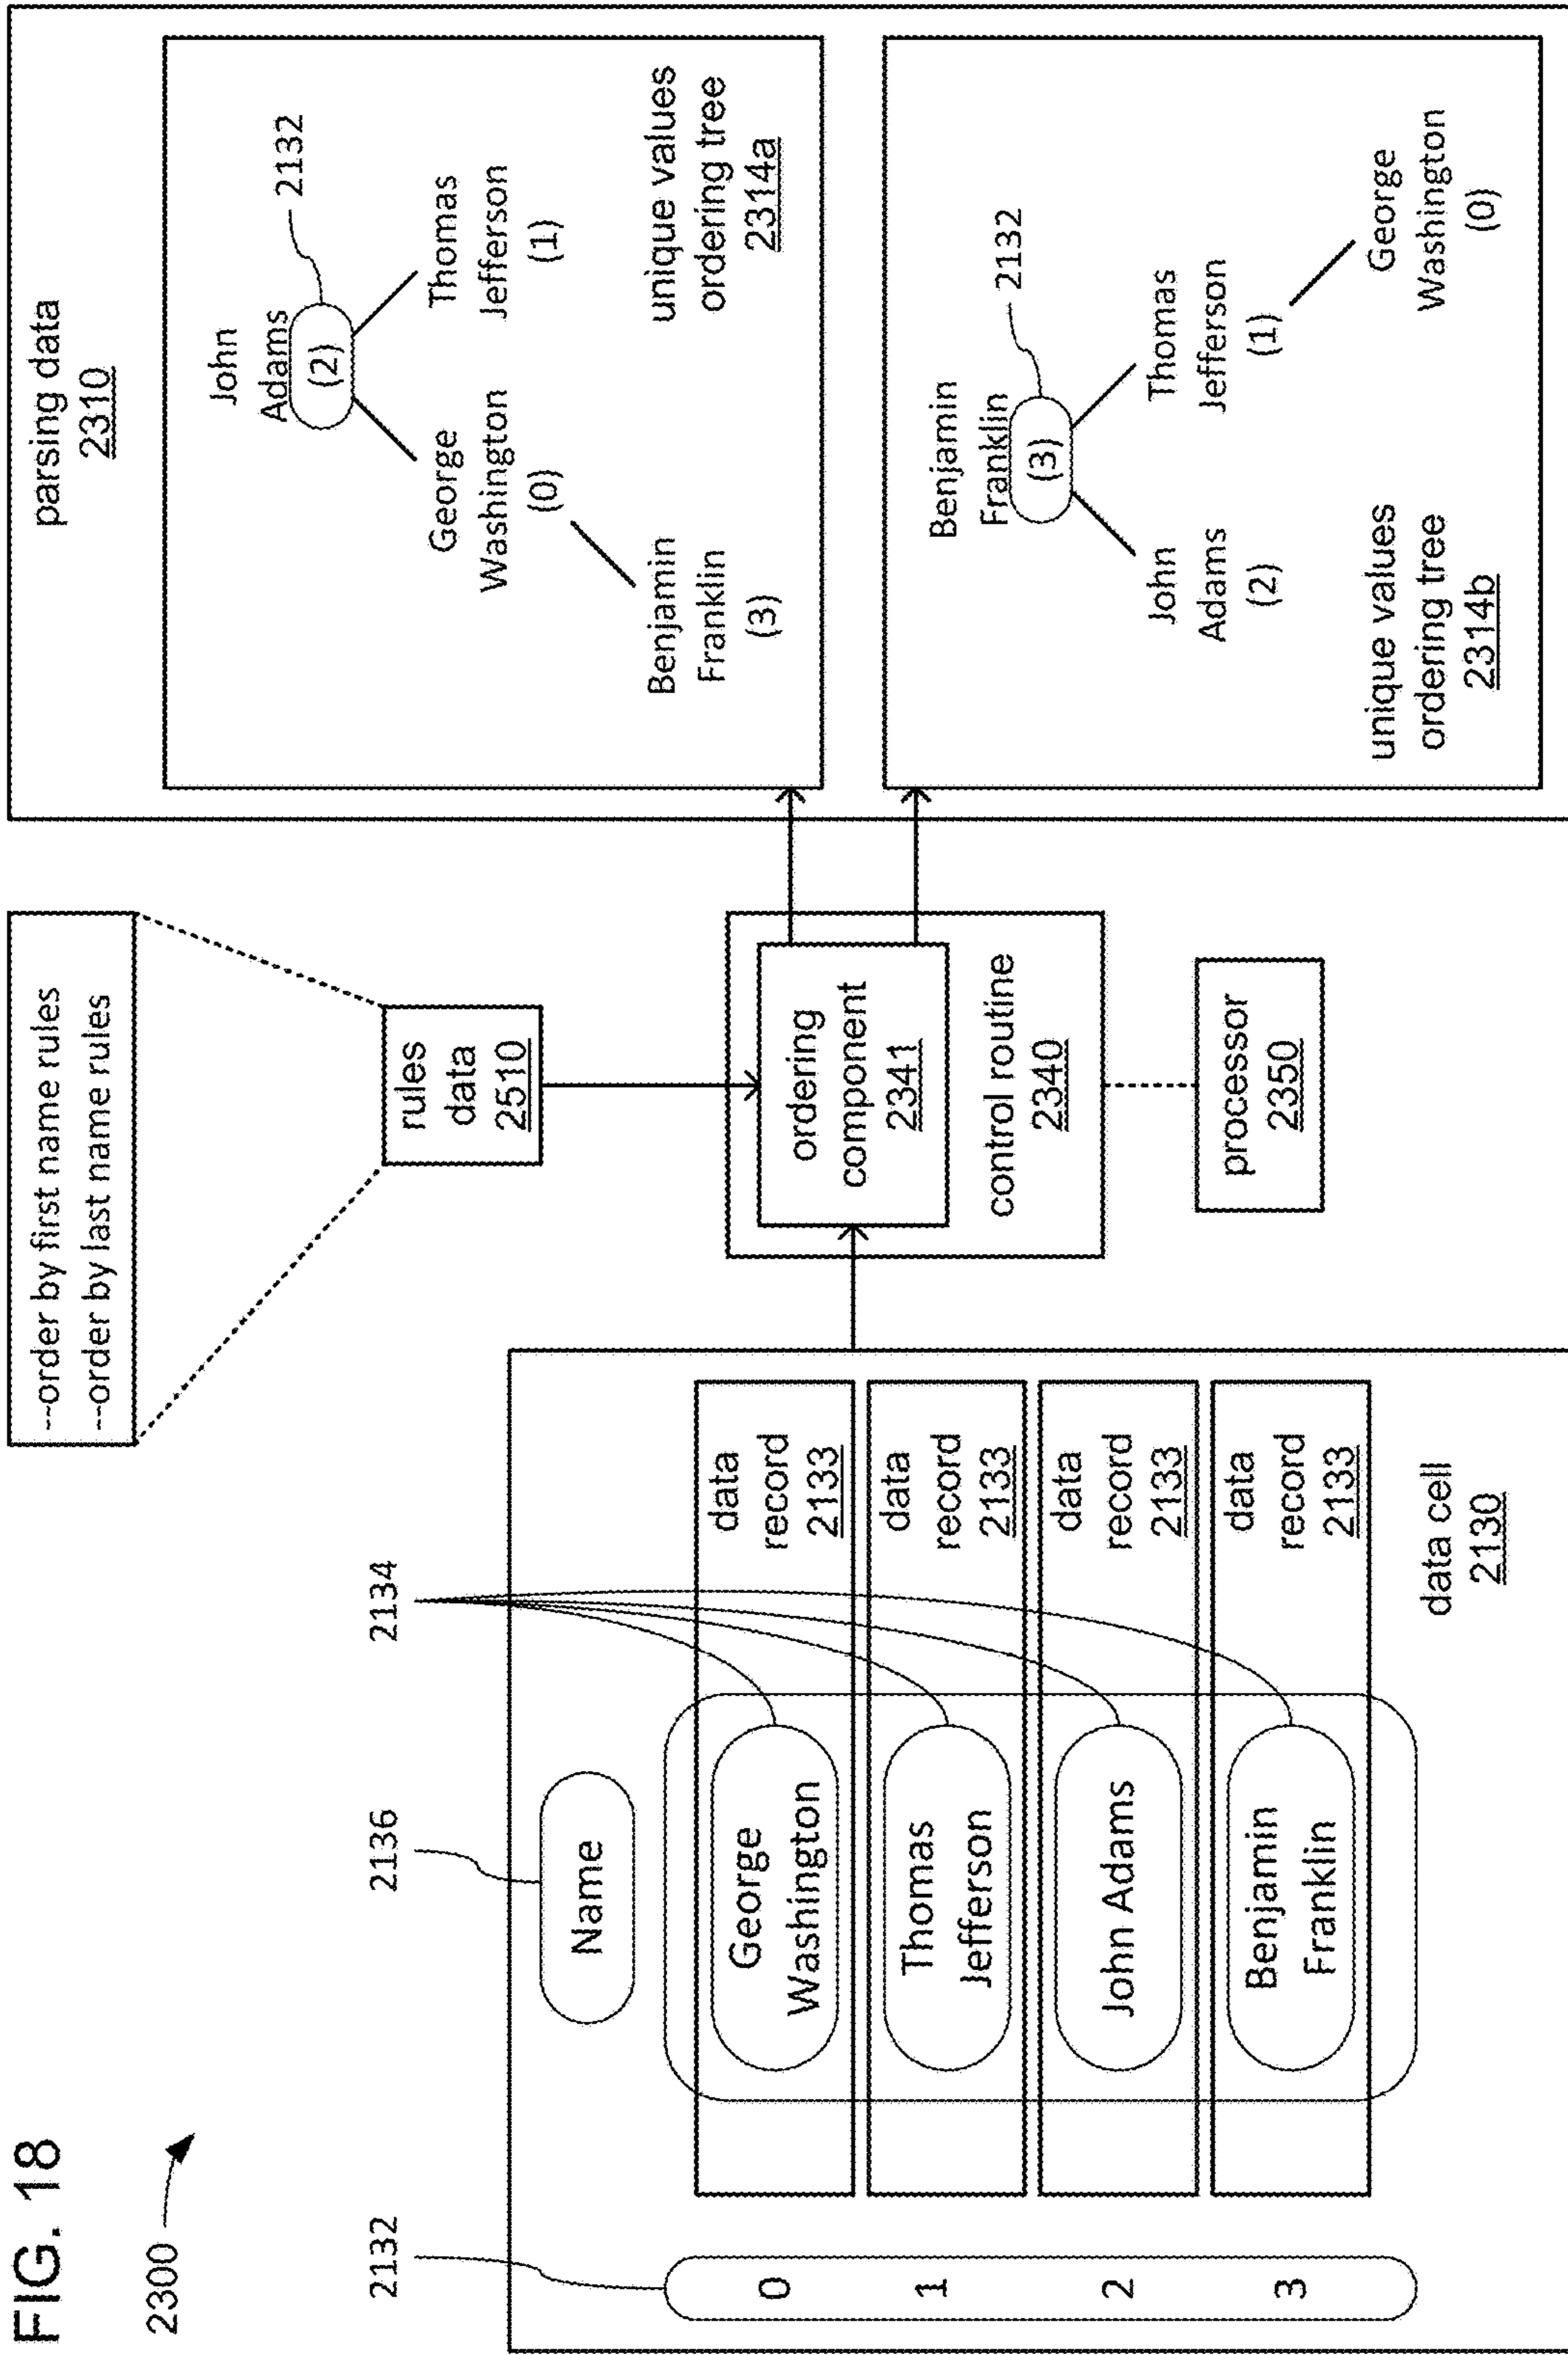 FIG. 18
2300
--order by first name rules
--order by last name rules
rules
data
2510
2132
2136
2134
Name
0
George
Washington
data
record
2133
1
Thomas
Jefferson
data
record
2133
2
John Adams
data
record
2133
3
Benjamin
Franklin
data
record
2133
data cell
2130
ordering
component
2341
control routine
2340
processor
2350
parsing data
2310
John
Adams
(2)
2132
George
Washington
(0)
Thomas
Jefferson
(1)
Benjamin
Franklin
(3)
unique values
ordering tree
2314a
Benjamin
Franklin
(3)
2132
John
Adams
(2)
Thomas
Jefferson
(1)
George
Washington
(0)
unique values
ordering tree
2314b